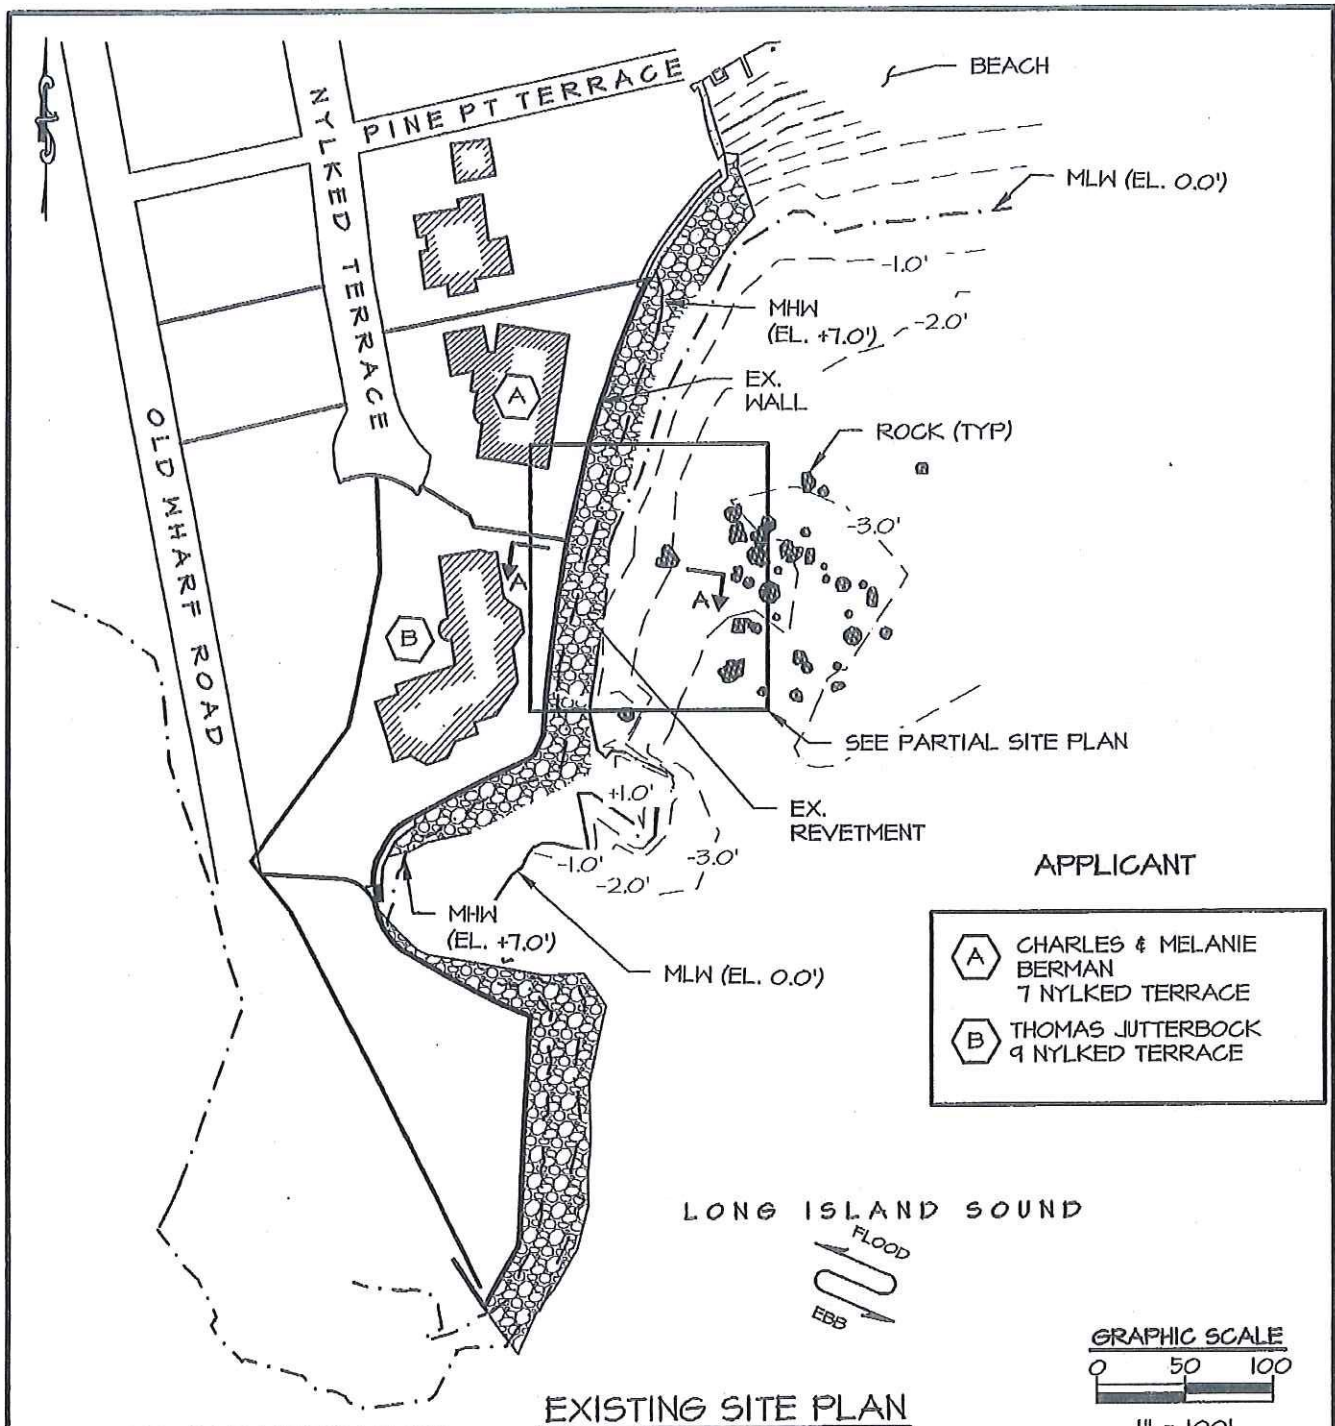 BEACH
PINE PT TERRACE
NYLKED TERRACE
MLW (EL. 0.0')
-1.0'
MHW
(EL. +7.0')
-2.0'
EX.
WALL
A
ROCK (TYP)
OLD WHARF ROAD
-3.0'
A
A
B
SEE PARTIAL SITE PLAN
+1.0'
EX.
REVETMENT
-1.0'
-3.0'
-2.0'
APPLICANT
MHW
(EL. +7.0')
MLW (EL. 0.0')
A
CHARLES & MELANIE
BERMAN
7 NYLKED TERRACE
B
THOMAS JUTTERBOCK
9 NYLKED TERRACE
LONG ISLAND SOUND
FLOOD
EBB
GRAPHIC SCALE
0 50 100
1" = 100'
EXISTING SITE PLAN